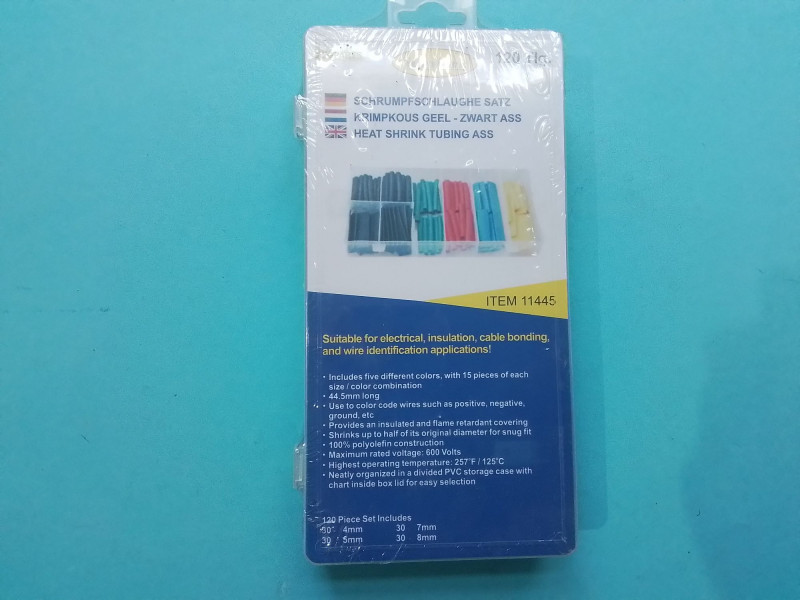 120
SCHRUMPFSCHLAUGHE SATZ
KRIMPKOUS GEEL - ZWART ASS
HEAT SHRINK TUBING ASS
ITEM 11445
Suitable for electrical, insulation, cable bonding,
and wire identification applications!
• Includes five different colors, with 15 pieces of each
size / color combination
• 44.5mm long
• Use to color code wires such as positive, negative,
ground, etc
• Provides an insulated and flame retardant covering
• Shrinks up to half of its original diameter for snug fit
• 100% polyolefin construction
• Maximum rated voltage: 600 Volts
• Highest operating temperature: 257°F / 125°C
• Neatly organized in a divided PVC storage case with
chart inside box lid for easy selection
120 Piece Set Includes
30 4mm 30 7mm
30 5mm 30 8mm